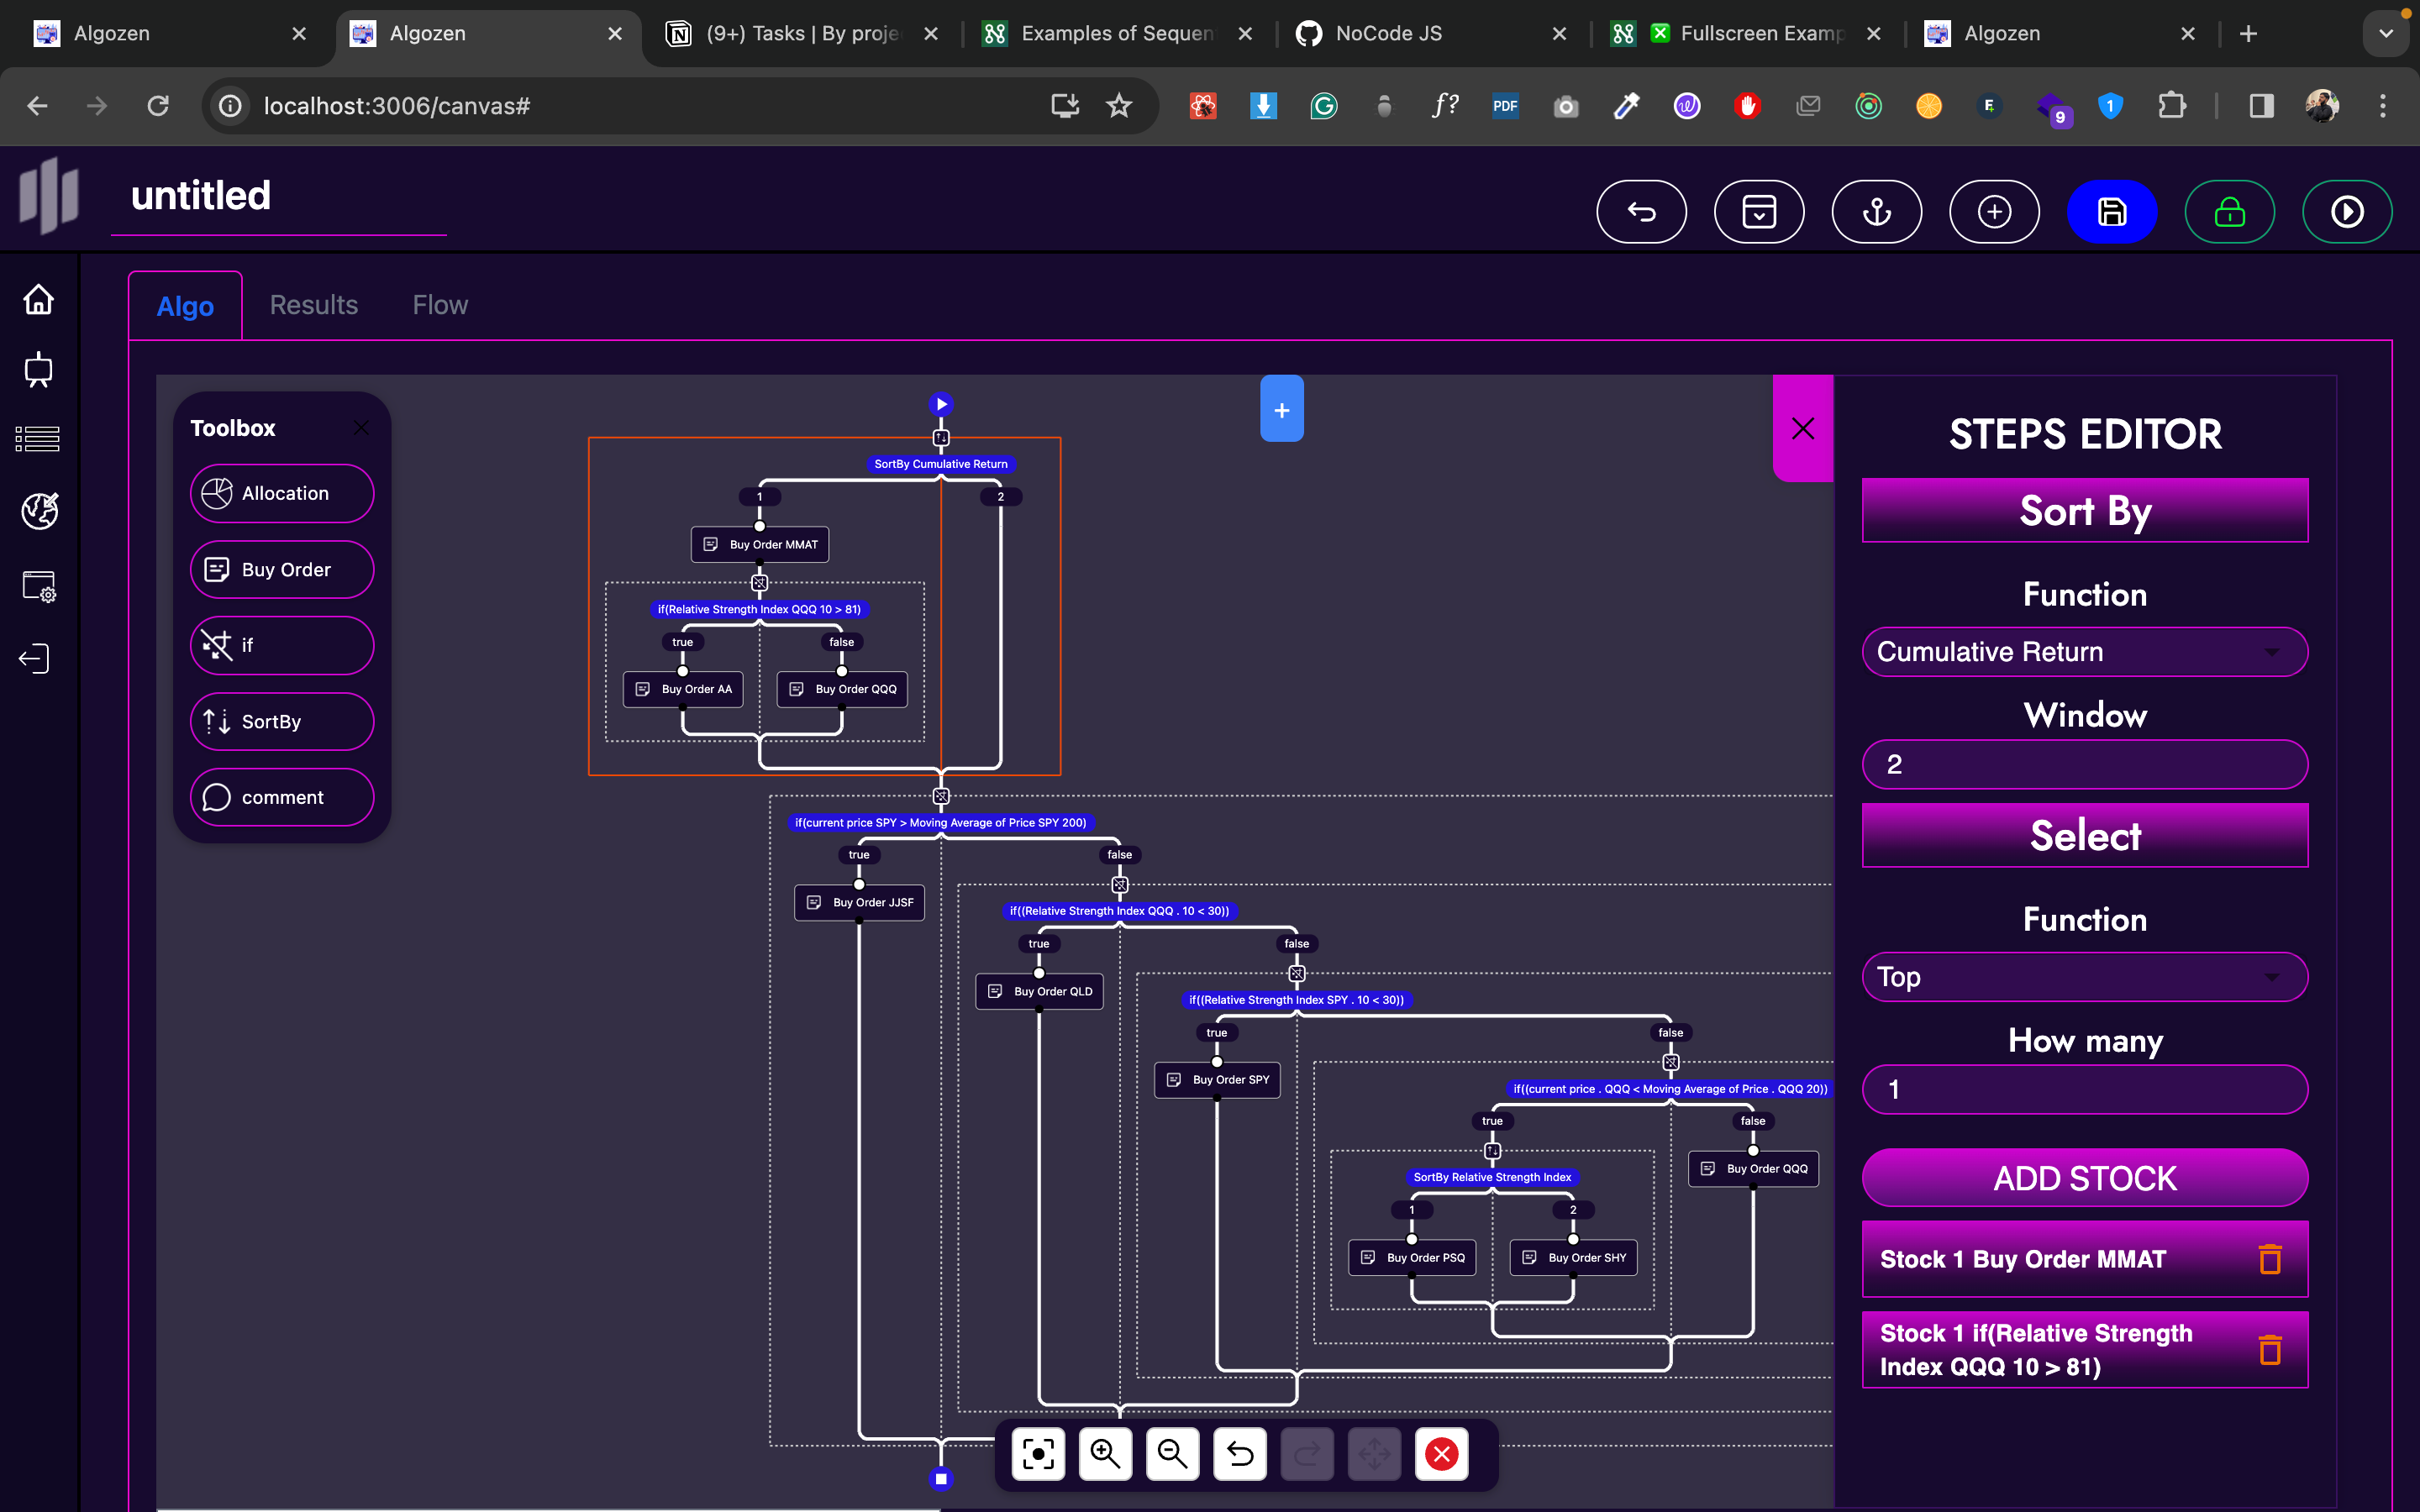 Algozen
Algozen
(9+) Tasks | By proje
Examples of Sequen
NoCode JS
Fullscreen Examp
Algozen
localhost:3006/canvas#
f?
PDF
1
9
untitled
Algo
Results
Flow
Toolbox
Allocation
Buy Order
if
SortBy
comment
+
SortBy Cumulative Return
1
2
Buy Order MMAT
if(Relative Strength Index QQQ 10 > 81)
true
false
Buy Order AA
Buy Order QQQ
if(current price SPY > Moving Average of Price SPY 200)
true
false
Buy Order JJSF
if((Relative Strength Index QQQ . 10 < 30))
true
false
Buy Order QLD
if((Relative Strength Index SPY . 10 < 30))
true
false
Buy Order SPY
if((current price . QQQ < Moving Average of Price . QQQ 20))
true
false
Buy Order QQQ
SortBy Relative Strength Index
1
2
Buy Order PSQ
Buy Order SHY
STEPS EDITOR
Sort By
Function
Cumulative Return
Window
2
Select
Function
Top
How many
1
ADD STOCK
Stock 1 Buy Order MMAT
Stock 1 if(Relative Strength
Index QQQ 10 > 81)